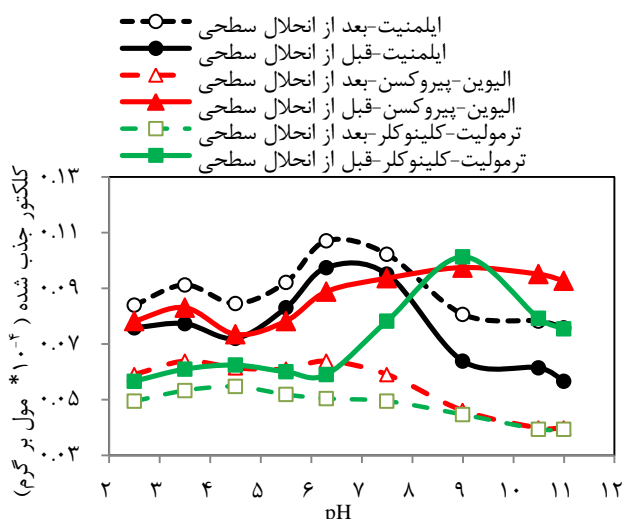 ایلمنیت-بعد از انحلال سطحی
ایلمنیت-قبل از انحلال سطحی
الیوین-پیروکسن-بعد از انحلال سطحی
الیوین-پیروکسن-قبل از انحلال سطحی
ترمولیت-کلینوکلر-بعد از انحلال سطحی
ترمولیت-کلینوکلر-قبل از انحلال سطحی
کلکتور جذب شده (۱۰⁻⁴* مول بر گرم)
۰.۱۳
۰.۱۱
۰.۰۹
۰.۰۷
۰.۰۵
۰.۰۳
۲ ۳ ۴ ۵ ۶ ۷ ۸ ۹ ۱۰ ۱۱ ۱۲
pH